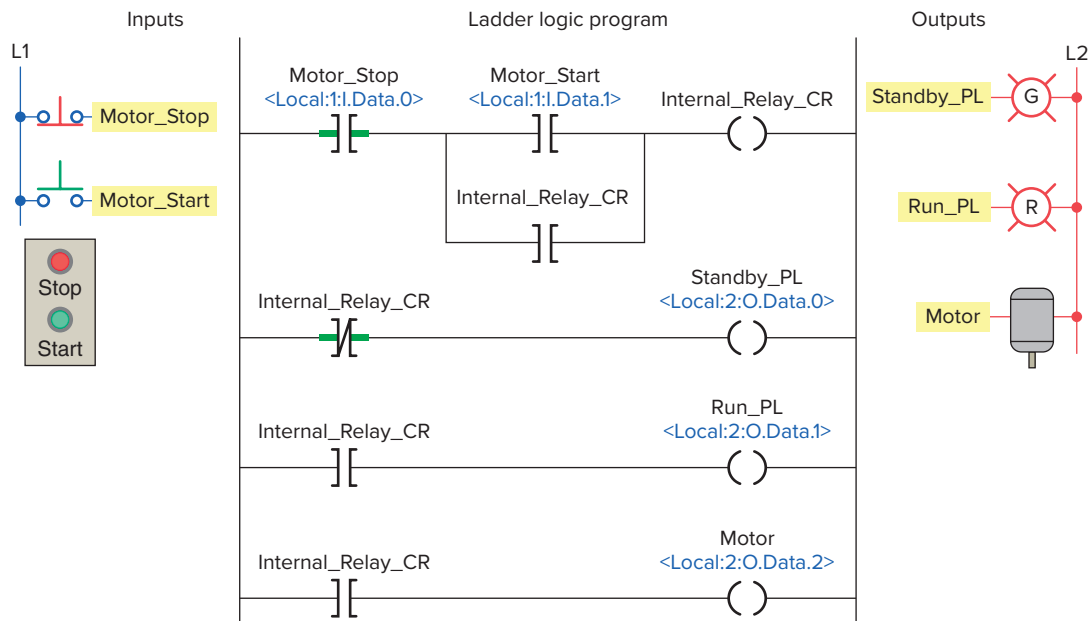 Inputs
Ladder logic program
Outputs
L1
L2
Motor_Stop
Motor_Start
Stop
Start
Motor_Stop
<Local:1:I.Data.0>
Motor_Start
<Local:1:I.Data.1>
Internal_Relay_CR
Internal_Relay_CR
Internal_Relay_CR
Standby_PL
<Local:2:O.Data.0>
Internal_Relay_CR
Run_PL
<Local:2:O.Data.1>
Internal_Relay_CR
Motor
<Local:2:O.Data.2>
Standby_PL
G
Run_PL
R
Motor